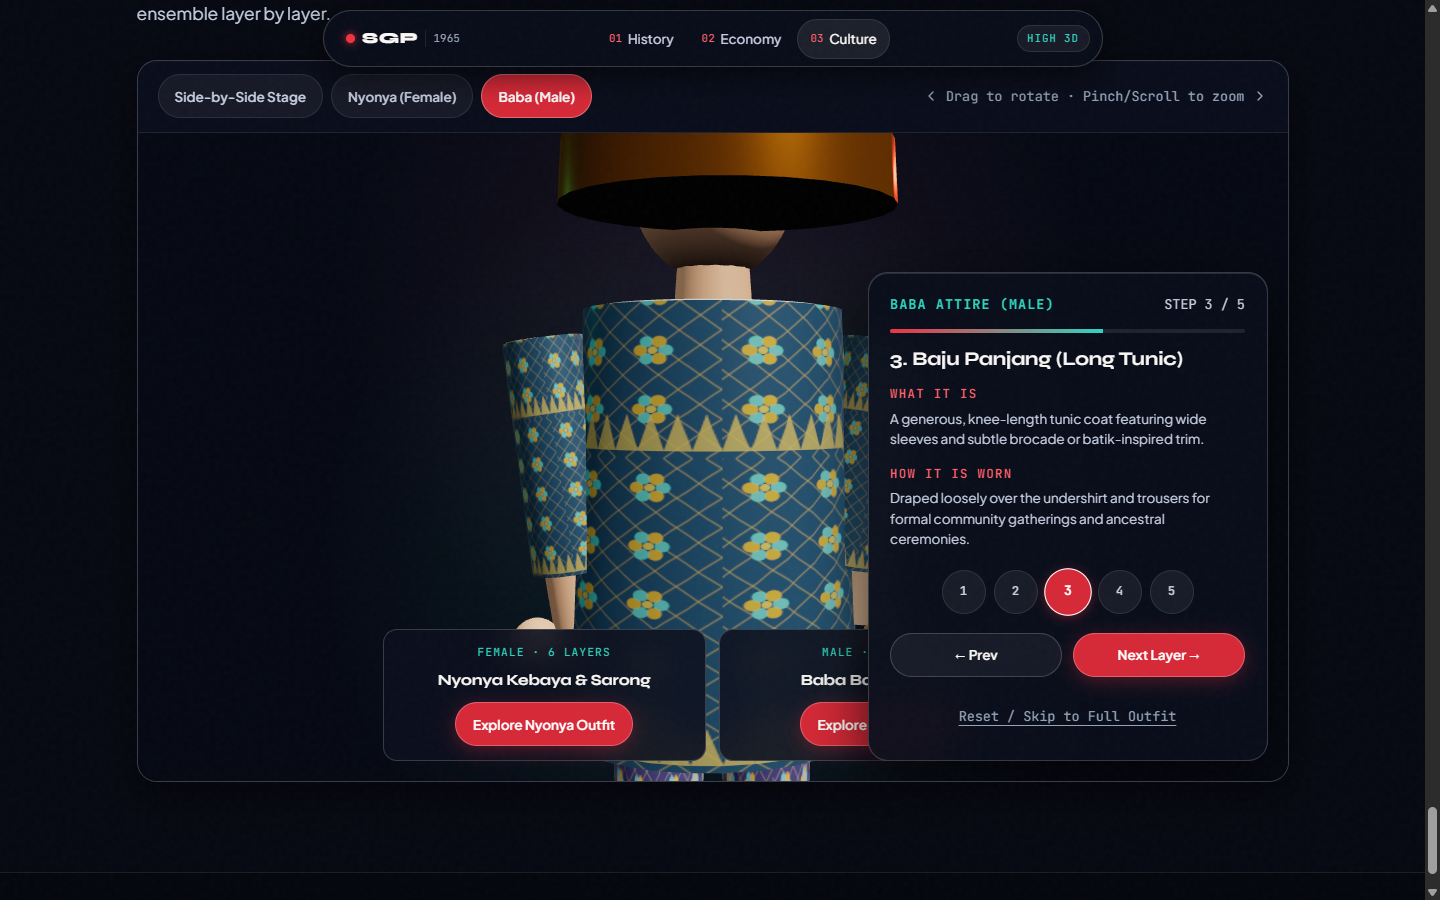 ensemble layer by layer.
SGP 1965
01 History
02 Economy
03 Culture
HIGH 3D
Side-by-Side Stage
Nyonya (Female)
Baba (Male)
Drag to rotate · Pinch/Scroll to zoom
BABA ATTIRE (MALE)
STEP 3 / 5
3. Baju Panjang (Long Tunic)
WHAT IT IS
A generous, knee-length tunic coat featuring wide
sleeves and subtle brocade or batik-inspired trim.
HOW IT IS WORN
Draped loosely over the undershirt and trousers for
formal community gatherings and ancestral
ceremonies.
1 2 3 4 5
← Prev
Next Layer →
Reset / Skip to Full Outfit
FEMALE · 6 LAYERS
Nyonya Kebaya & Sarong
Explore Nyonya Outfit
MALE ·
Baba
Explore